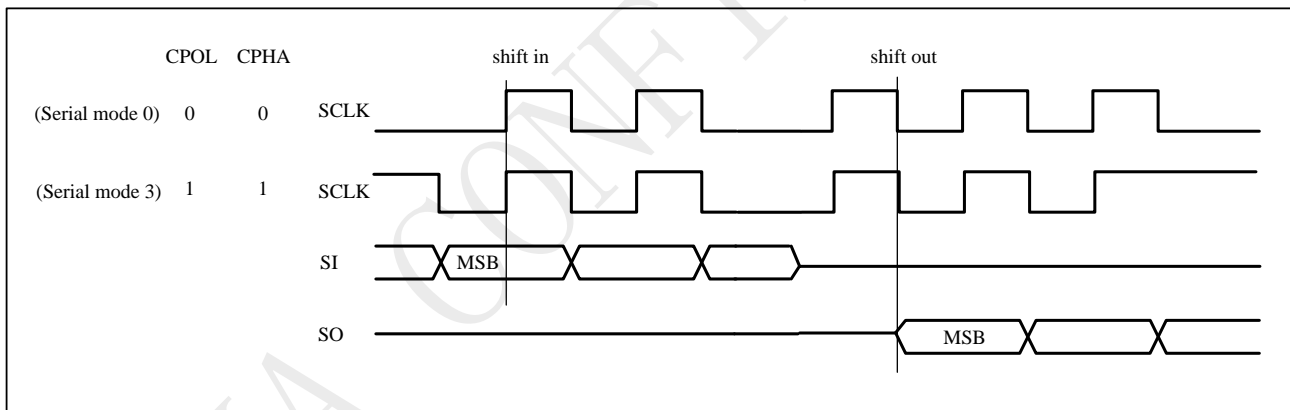 CPOL CPHA shift in shift out
(Serial mode 0) 0 0 SCLK
(Serial mode 3) 1 1 SCLK
SI MSB
SO MSB